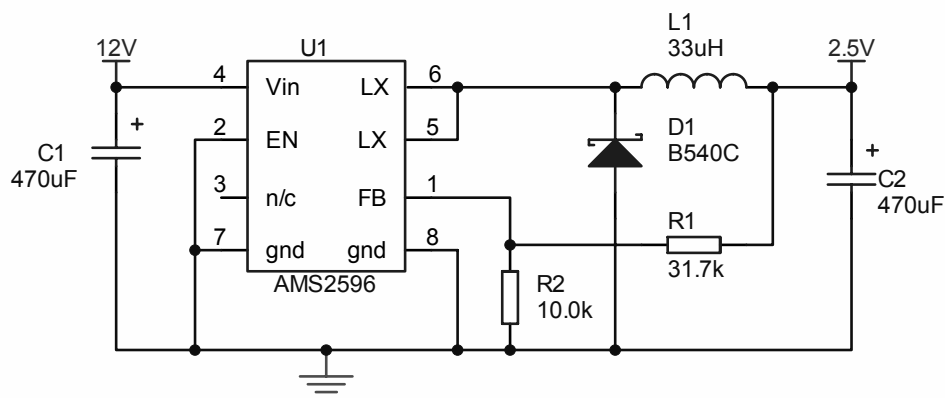 12V
U1
L1
33uH
2.5V
4
Vin
LX
6
+
2
EN
LX
5
D1
B540C
C1
470uF
+
C2
470uF
3
n/c
FB
1
R1
31.7k
7
gnd
gnd
8
AMS2596
R2
10.0k